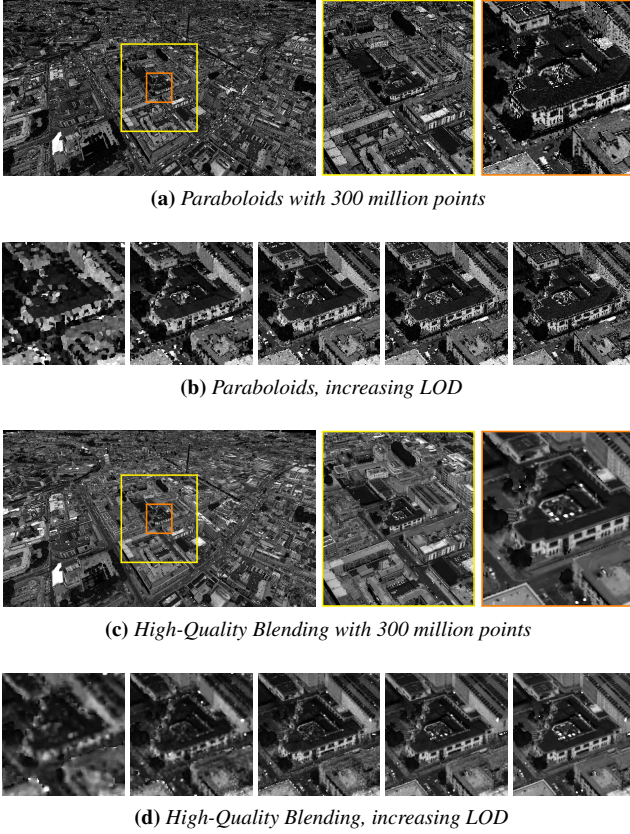 (a) Paraboloids with 300 million points
(b) Paraboloids, increasing LOD
(c) High-Quality Blending with 300 million points
(d) High-Quality Blending, increasing LOD